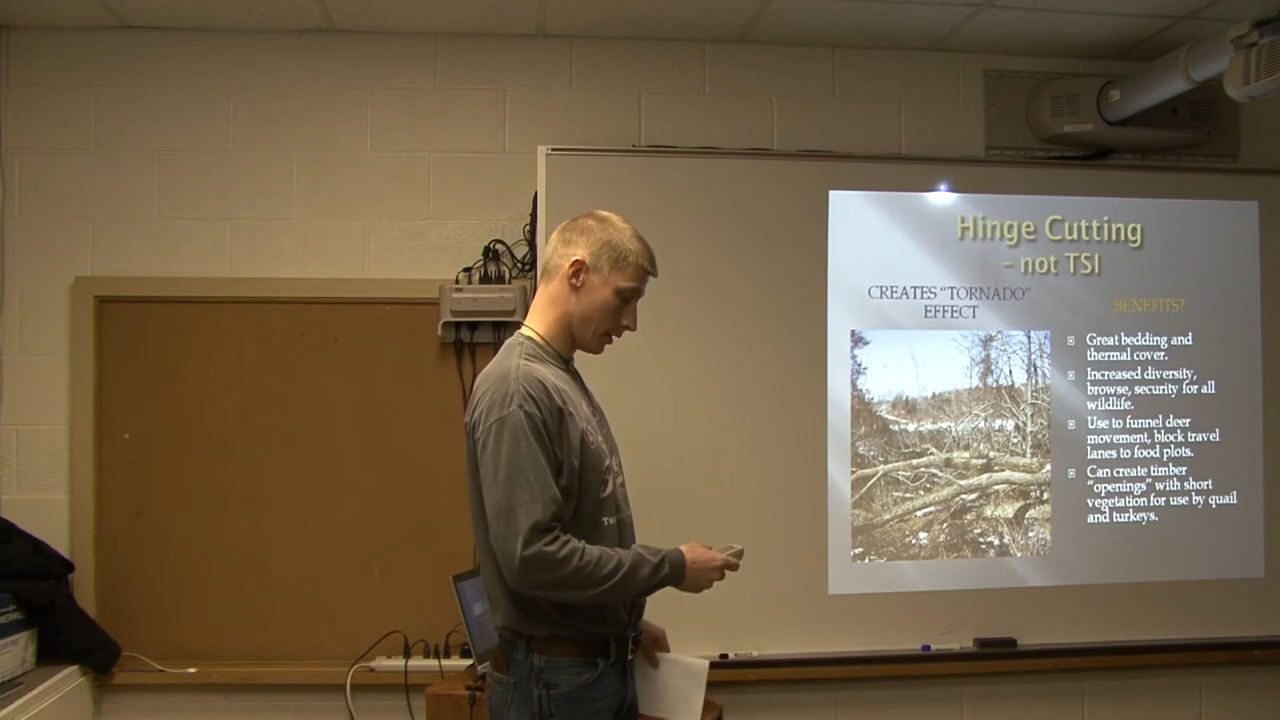 Hinge Cutting
– not TSI
CREATES “TORNADO”
EFFECT
BENEFITS?
Great bedding and
thermal cover.
Increased diversity,
browse, security for all
wildlife.
Use to funnel deer
movement, block travel
lanes to food plots.
Can create timber
“openings” with short
vegetation for use by quail
and turkeys.